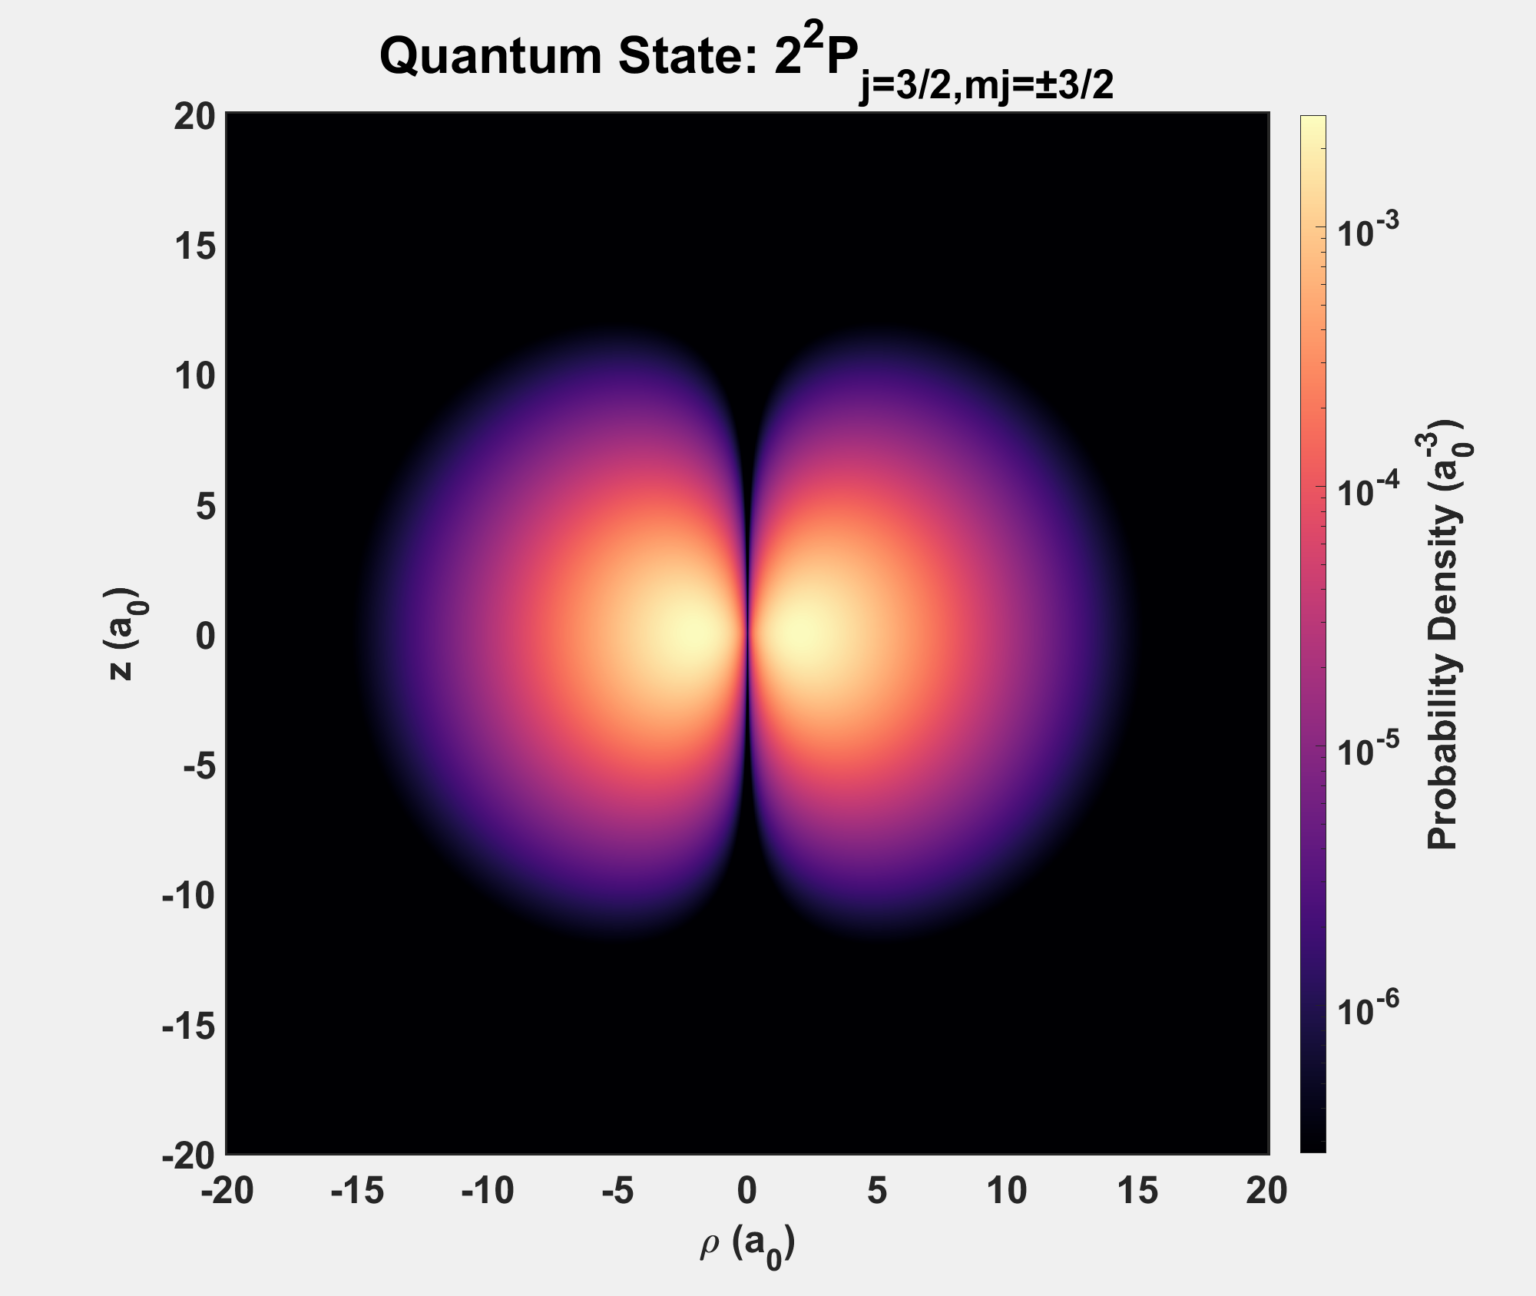 Quantum State: 2²P_j=3/2,mj=±3/2
20
15
10
5
0
-5
-10
-15
-20
z (a₀)
-20 -15 -10 -5 0 5 10 15 20
ρ (a₀)
10⁻³
10⁻⁴
10⁻⁵
10⁻⁶
Probability Density (a₀⁻³)